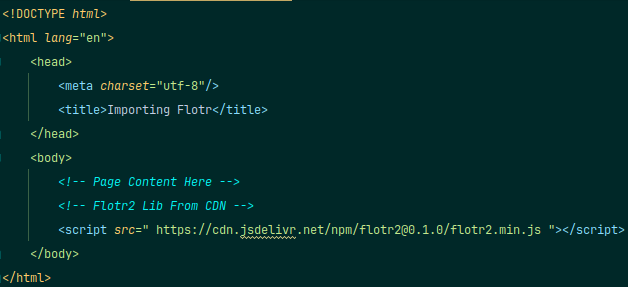 <!DOCTYPE html>
<html lang="en">
<head>
<meta charset="utf-8"/>
<title>Importing Flotr</title>
</head>
<body>
<!-- Page Content Here -->
<!-- Flotr2 Lib From CDN -->
<script src=" https://cdn.jsdelivr.net/npm/flotr2@0.1.0/flotr2.min.js "></script>
</body>
</html>